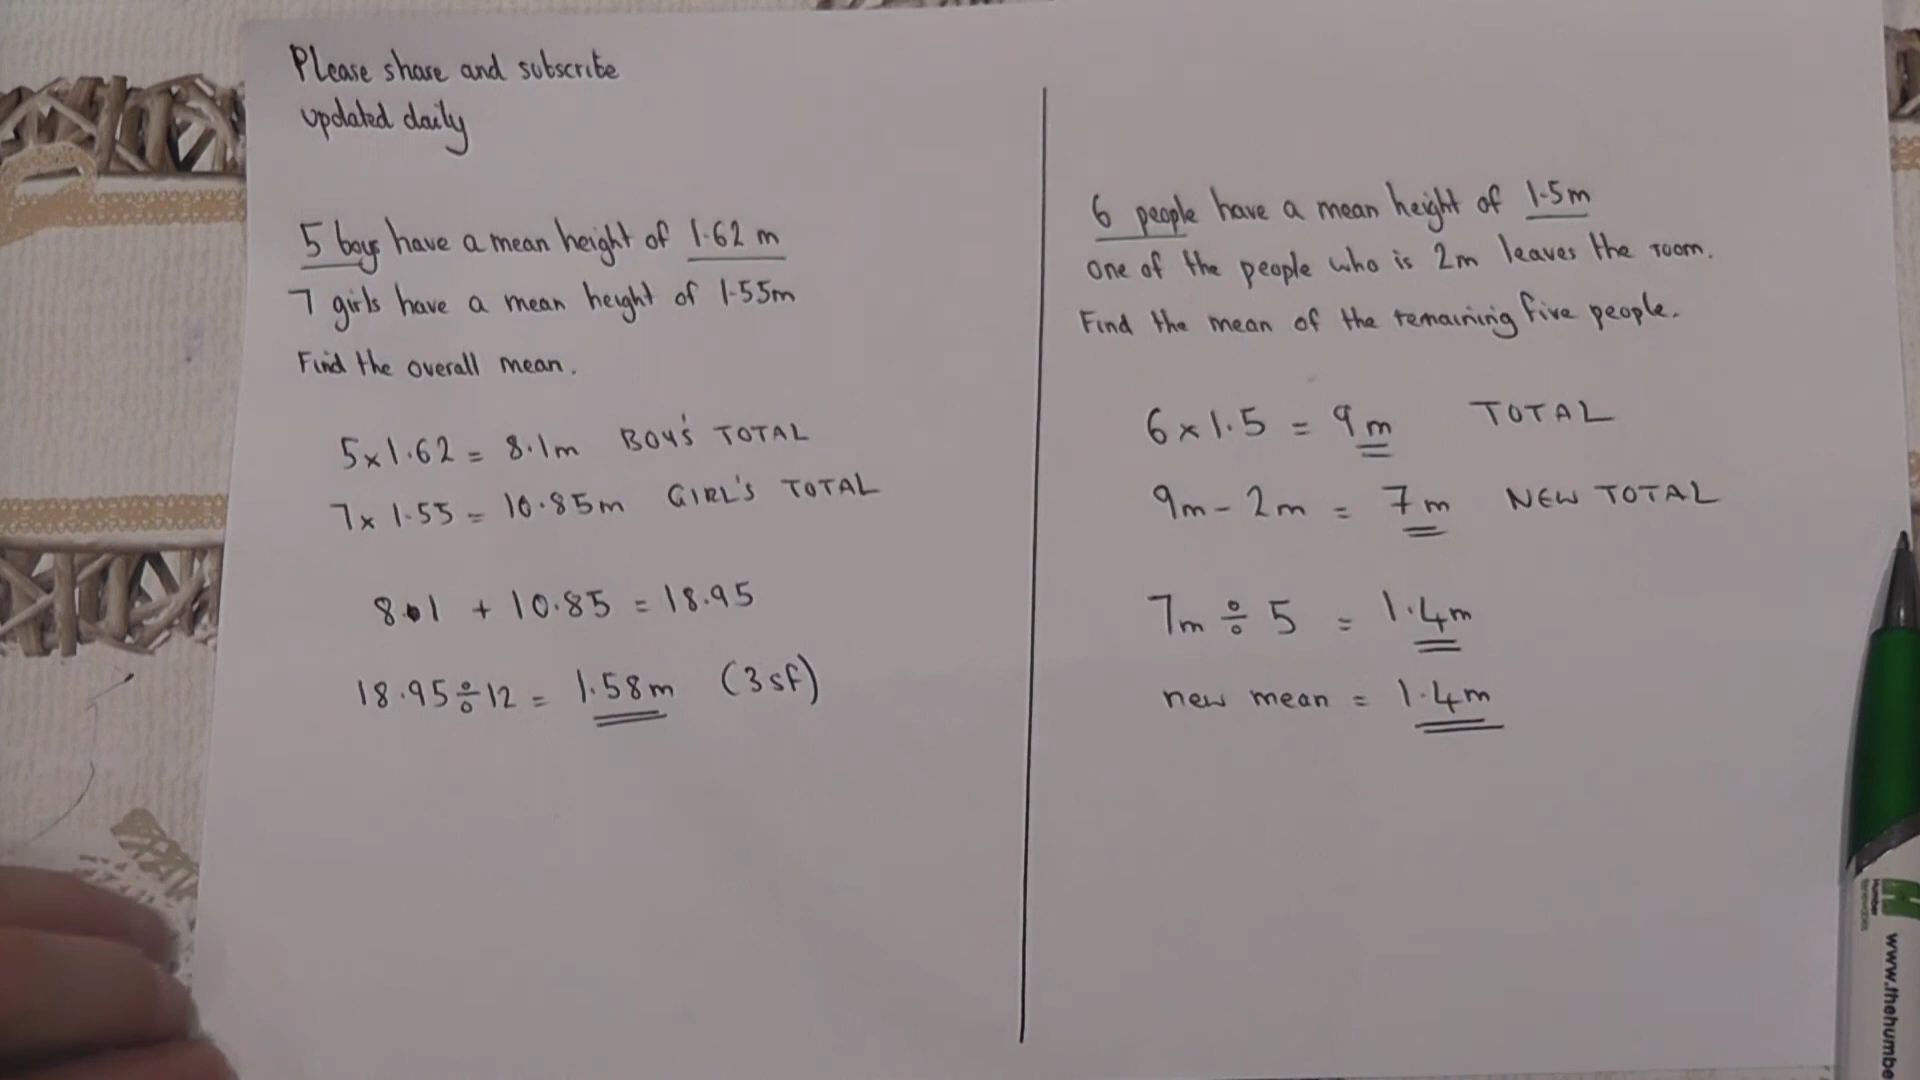 Please share and subscribe
updated daily
5 boys have a mean height of 1.62 m
7 girls have a mean height of 1.55m
Find the overall mean.
5x1.62 = 8.1m BOY'S TOTAL
7x 1.55 = 10.85m GIRL'S TOTAL
8.1 + 10.85 = 18.95
18.95÷12 = 1.58m (3sf)
6 people have a mean height of 1.5m
one of the people who is 2m leaves the room.
Find the mean of the remaining five people.
6x1.5 = 9m TOTAL
9m - 2m = 7m NEW TOTAL
7m ÷ 5 = 1.4m
new mean = 1.4m
www.thehumbe